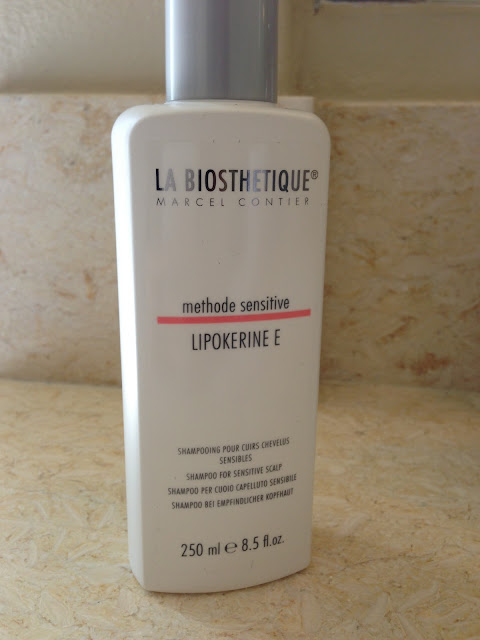 LA BIOSTHETIQUE®
MARCEL CONTIER
methode sensitive
LIPOKERINE E
SHAMPOOING POUR CUIRS CHEVELUS
SENSIBLES
SHAMPOO FOR SENSITIVE SCALP
SHAMPOO PER CUOIO CAPELLUTO SENSIBILE
SHAMPOO BEI EMPFINDLICHER KOPFHAUT
250 ml ℮ 8.5 fl.oz.